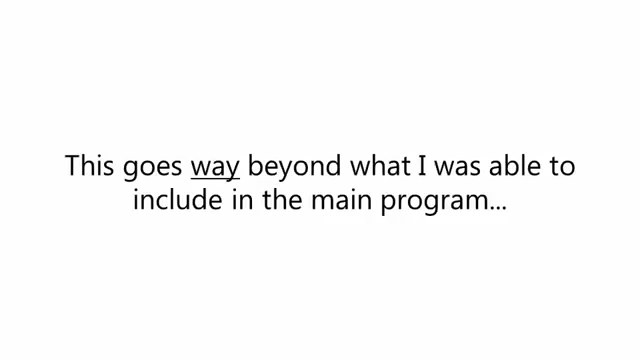 This goes way beyond what I was able to
include in the main program...